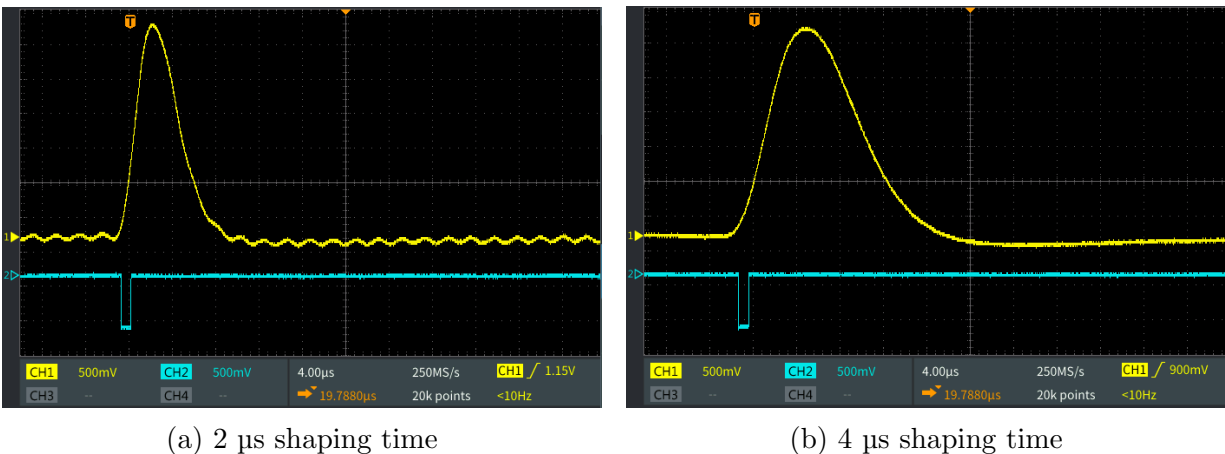 T
1
2
CH1 500mV CH2 500mV 4.00µs 250MS/s CH1 1.15V
CH3 -- CH4 -- 19.7880µs 20k points <10Hz
(a) 2 µs shaping time
T
1
2
CH1 500mV CH2 500mV 4.00µs 250MS/s CH1 900mV
CH3 -- CH4 -- 19.7880µs 20k points <10Hz
(b) 4 µs shaping time